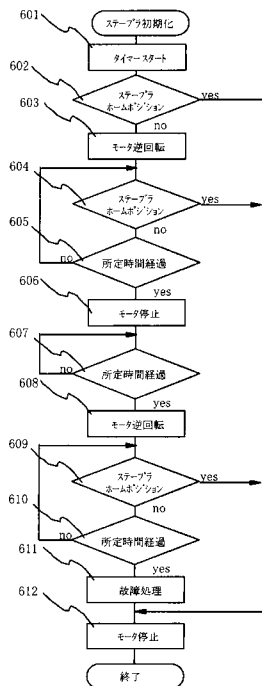 ステープラ初期化
601
タイマースタート
602
ステープラ
ホームポジション
yes
no
603
モータ逆回転
604
ステープラ
ホームポジション
yes
no
605
所定時間経過
no
yes
606
モータ停止
607
所定時間経過
no
yes
608
モータ逆回転
609
ステープラ
ホームポジション
yes
no
610
所定時間経過
no
yes
611
故障処理
612
モータ停止
終了